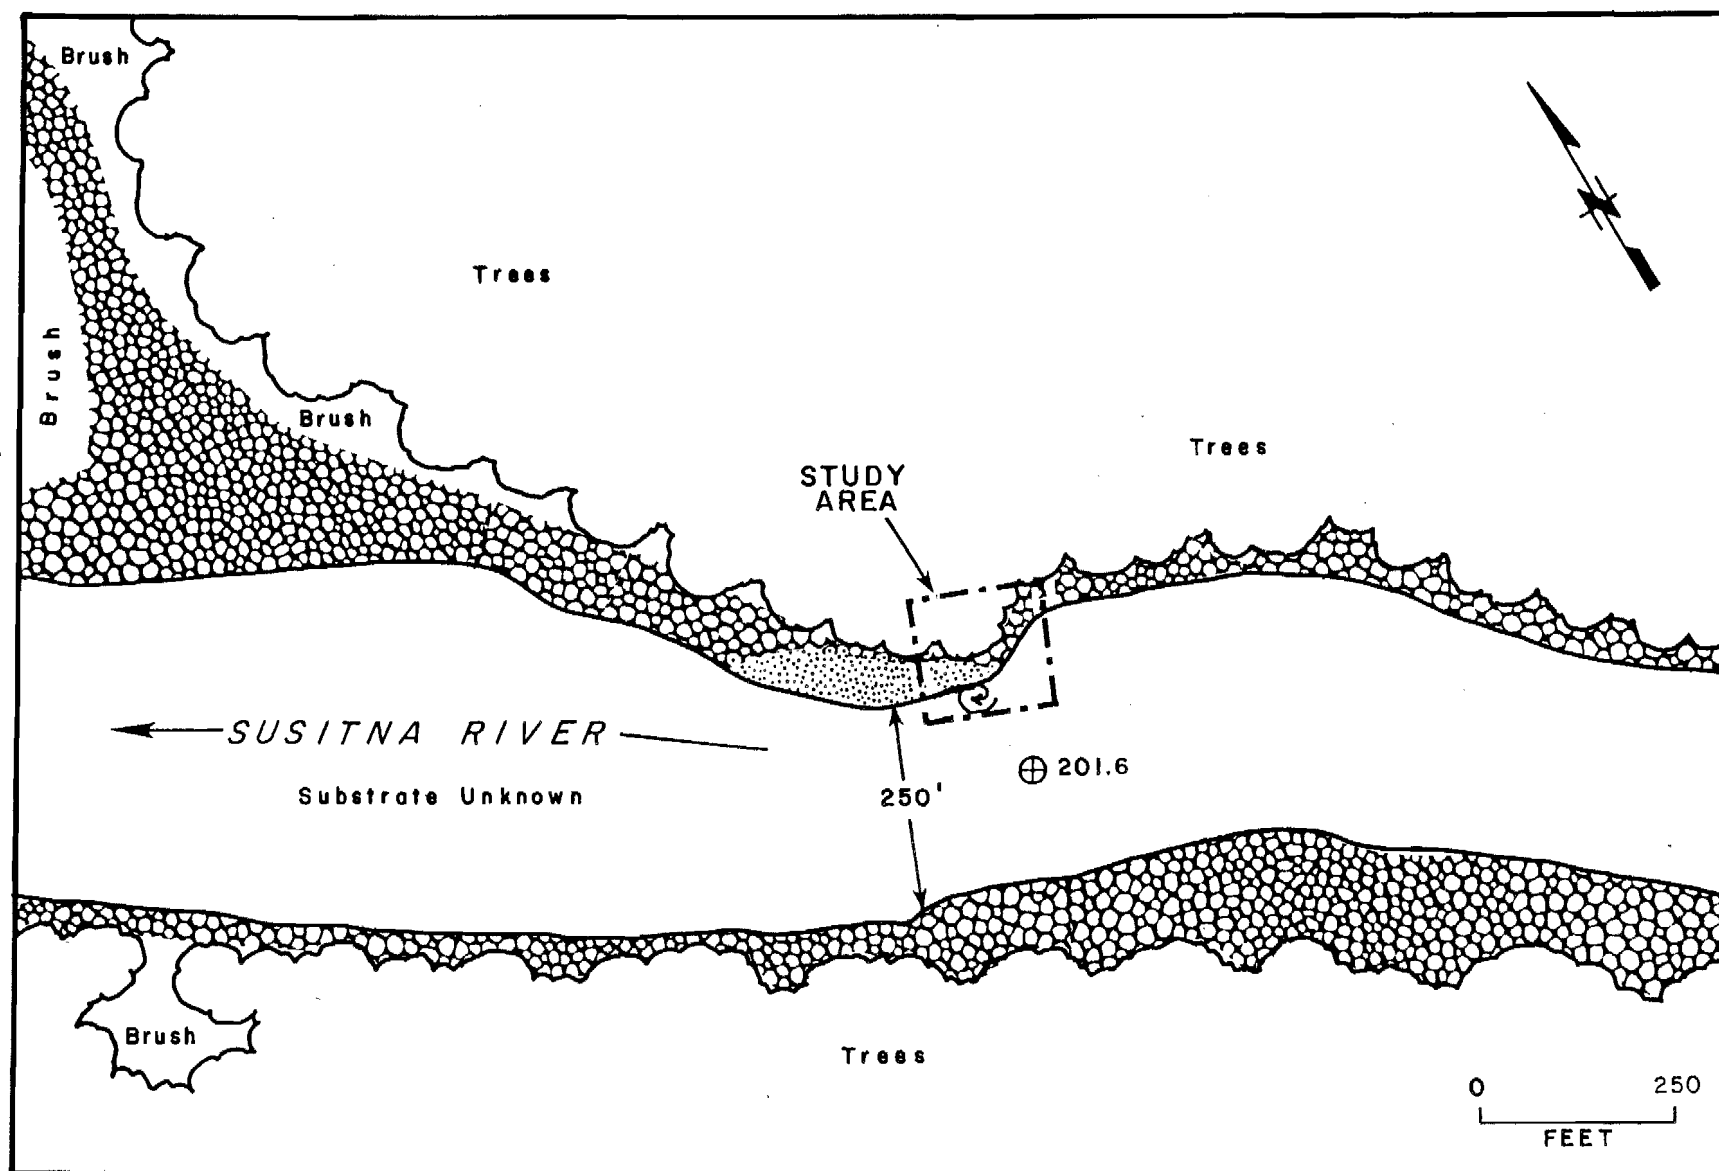 Brush
Trees
Brush
Brush
Trees
STUDY
AREA
SUSITNA RIVER
201.6
250'
Substrate Unknown
Brush
Trees
0 250
FEET